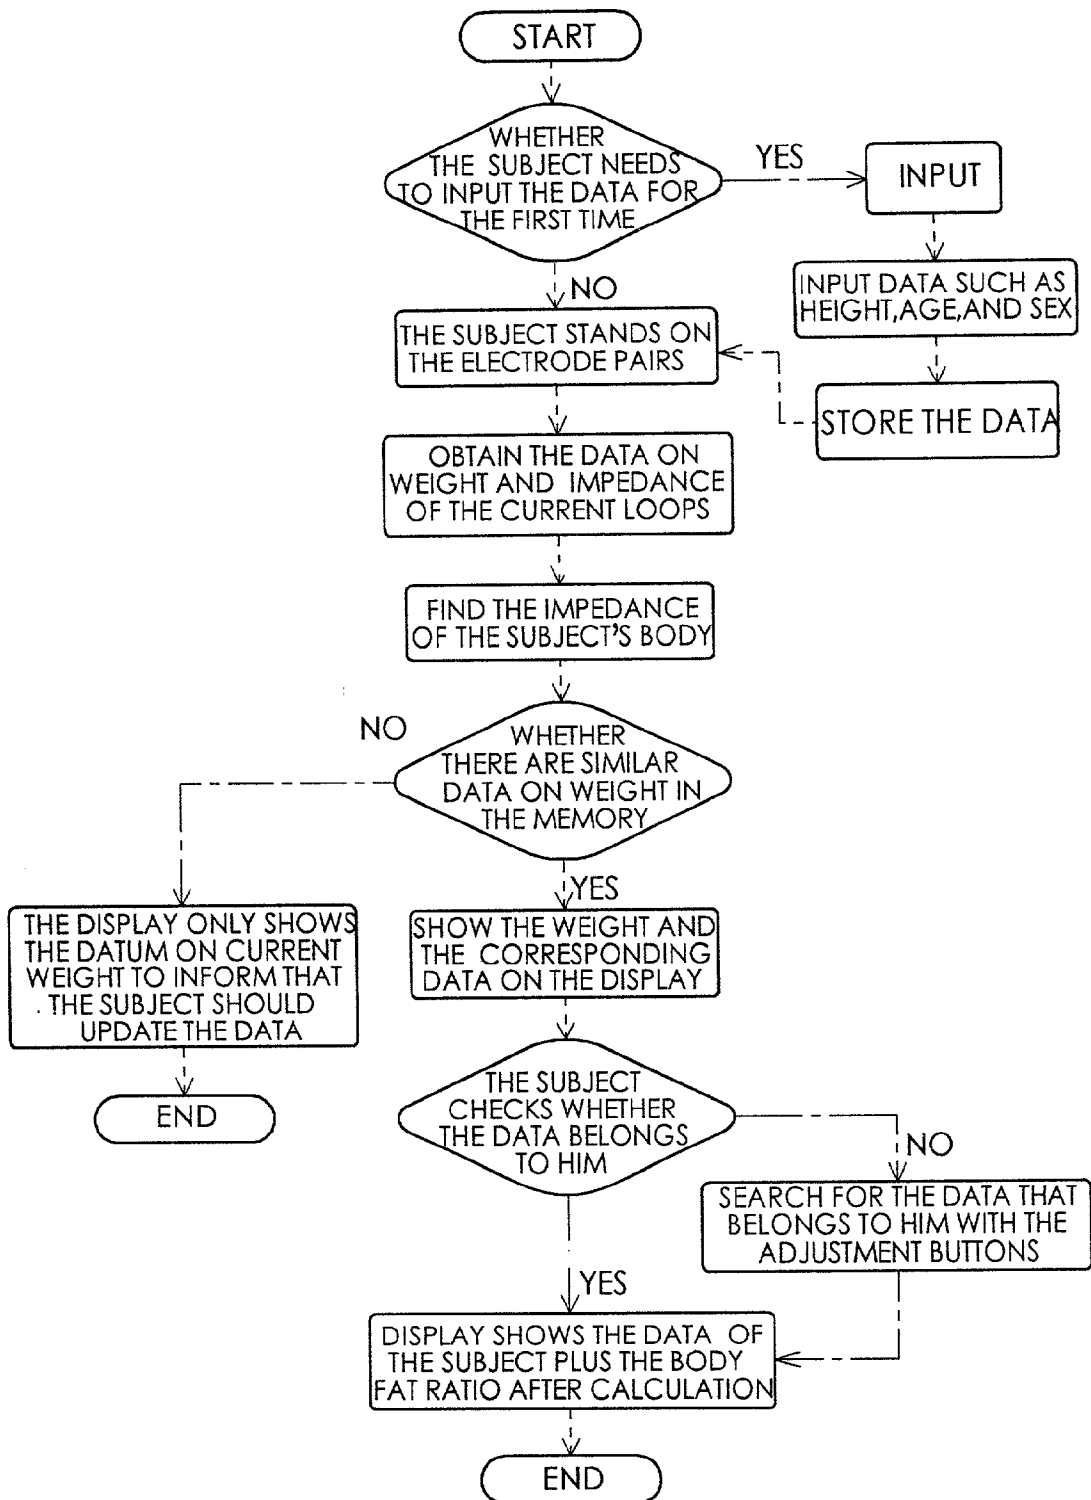 START
WHETHER
THE SUBJECT NEEDS
TO INPUT THE DATA FOR
THE FIRST TIME
YES
INPUT
INPUT DATA SUCH AS
HEIGHT,AGE,AND SEX
STORE THE DATA
NO
THE SUBJECT STANDS ON
THE ELECTRODE PAIRS
OBTAIN THE DATA ON
WEIGHT AND IMPEDANCE
OF THE CURRENT LOOPS
FIND THE IMPEDANCE
OF THE SUBJECT'S BODY
WHETHER
THERE ARE SIMILAR
DATA ON WEIGHT IN
THE MEMORY
NO
THE DISPLAY ONLY SHOWS
THE DATUM ON CURRENT
WEIGHT TO INFORM THAT
THE SUBJECT SHOULD
UPDATE THE DATA
END
YES
SHOW THE WEIGHT AND
THE CORRESPONDING
DATA ON THE DISPLAY
THE SUBJECT
CHECKS WHETHER
THE DATA BELONGS
TO HIM
NO
SEARCH FOR THE DATA THAT
BELONGS TO HIM WITH THE
ADJUSTMENT BUTTONS
YES
DISPLAY SHOWS THE DATA OF
THE SUBJECT PLUS THE BODY
FAT RATIO AFTER CALCULATION
END